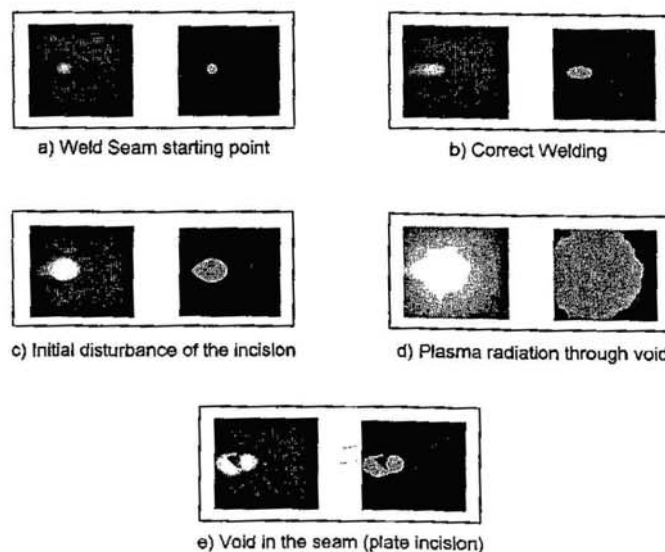 a) Weld Seam starting point
b) Correct Welding
c) Initial disturbance of the incision
d) Plasma radiation through void
e) Void in the seam (plate incision)